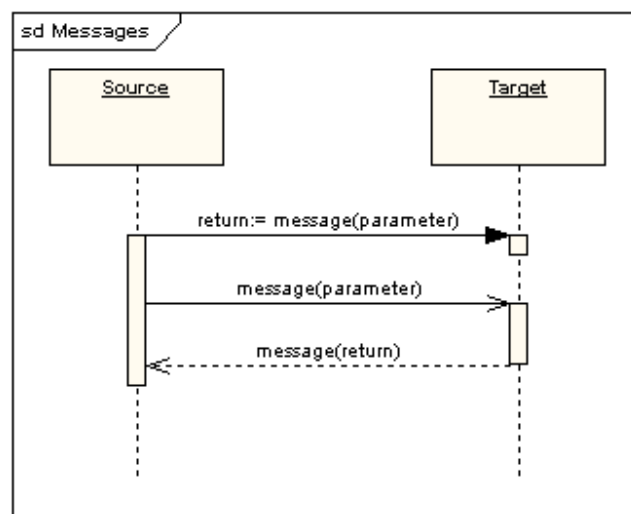 sd Messages
Source
Target
return:= message(parameter)
message(parameter)
message(return)